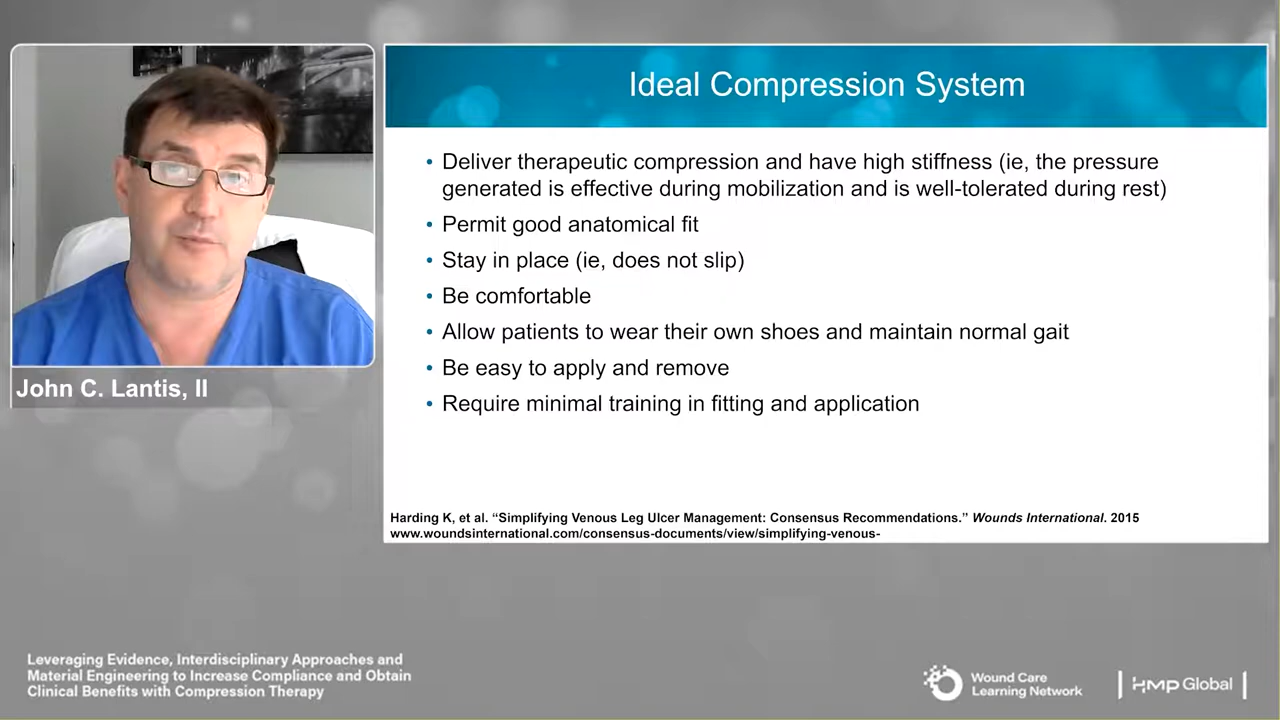 Ideal Compression System
• Deliver therapeutic compression and have high stiffness (ie, the pressure
generated is effective during mobilization and is well-tolerated during rest)
• Permit good anatomical fit
• Stay in place (ie, does not slip)
• Be comfortable
• Allow patients to wear their own shoes and maintain normal gait
• Be easy to apply and remove
• Require minimal training in fitting and application
Harding K, et al. “Simplifying Venous Leg Ulcer Management: Consensus Recommendations.” Wounds International. 2015
www.woundsinternational.com/consensus-documents/view/simplifying-venous-
John C. Lantis, II
Leveraging Evidence, Interdisciplinary Approaches and
Material Engineering to Increase Compliance and Obtain
Clinical Benefits with Compression Therapy
Wound Care
Learning Network
HMP Global